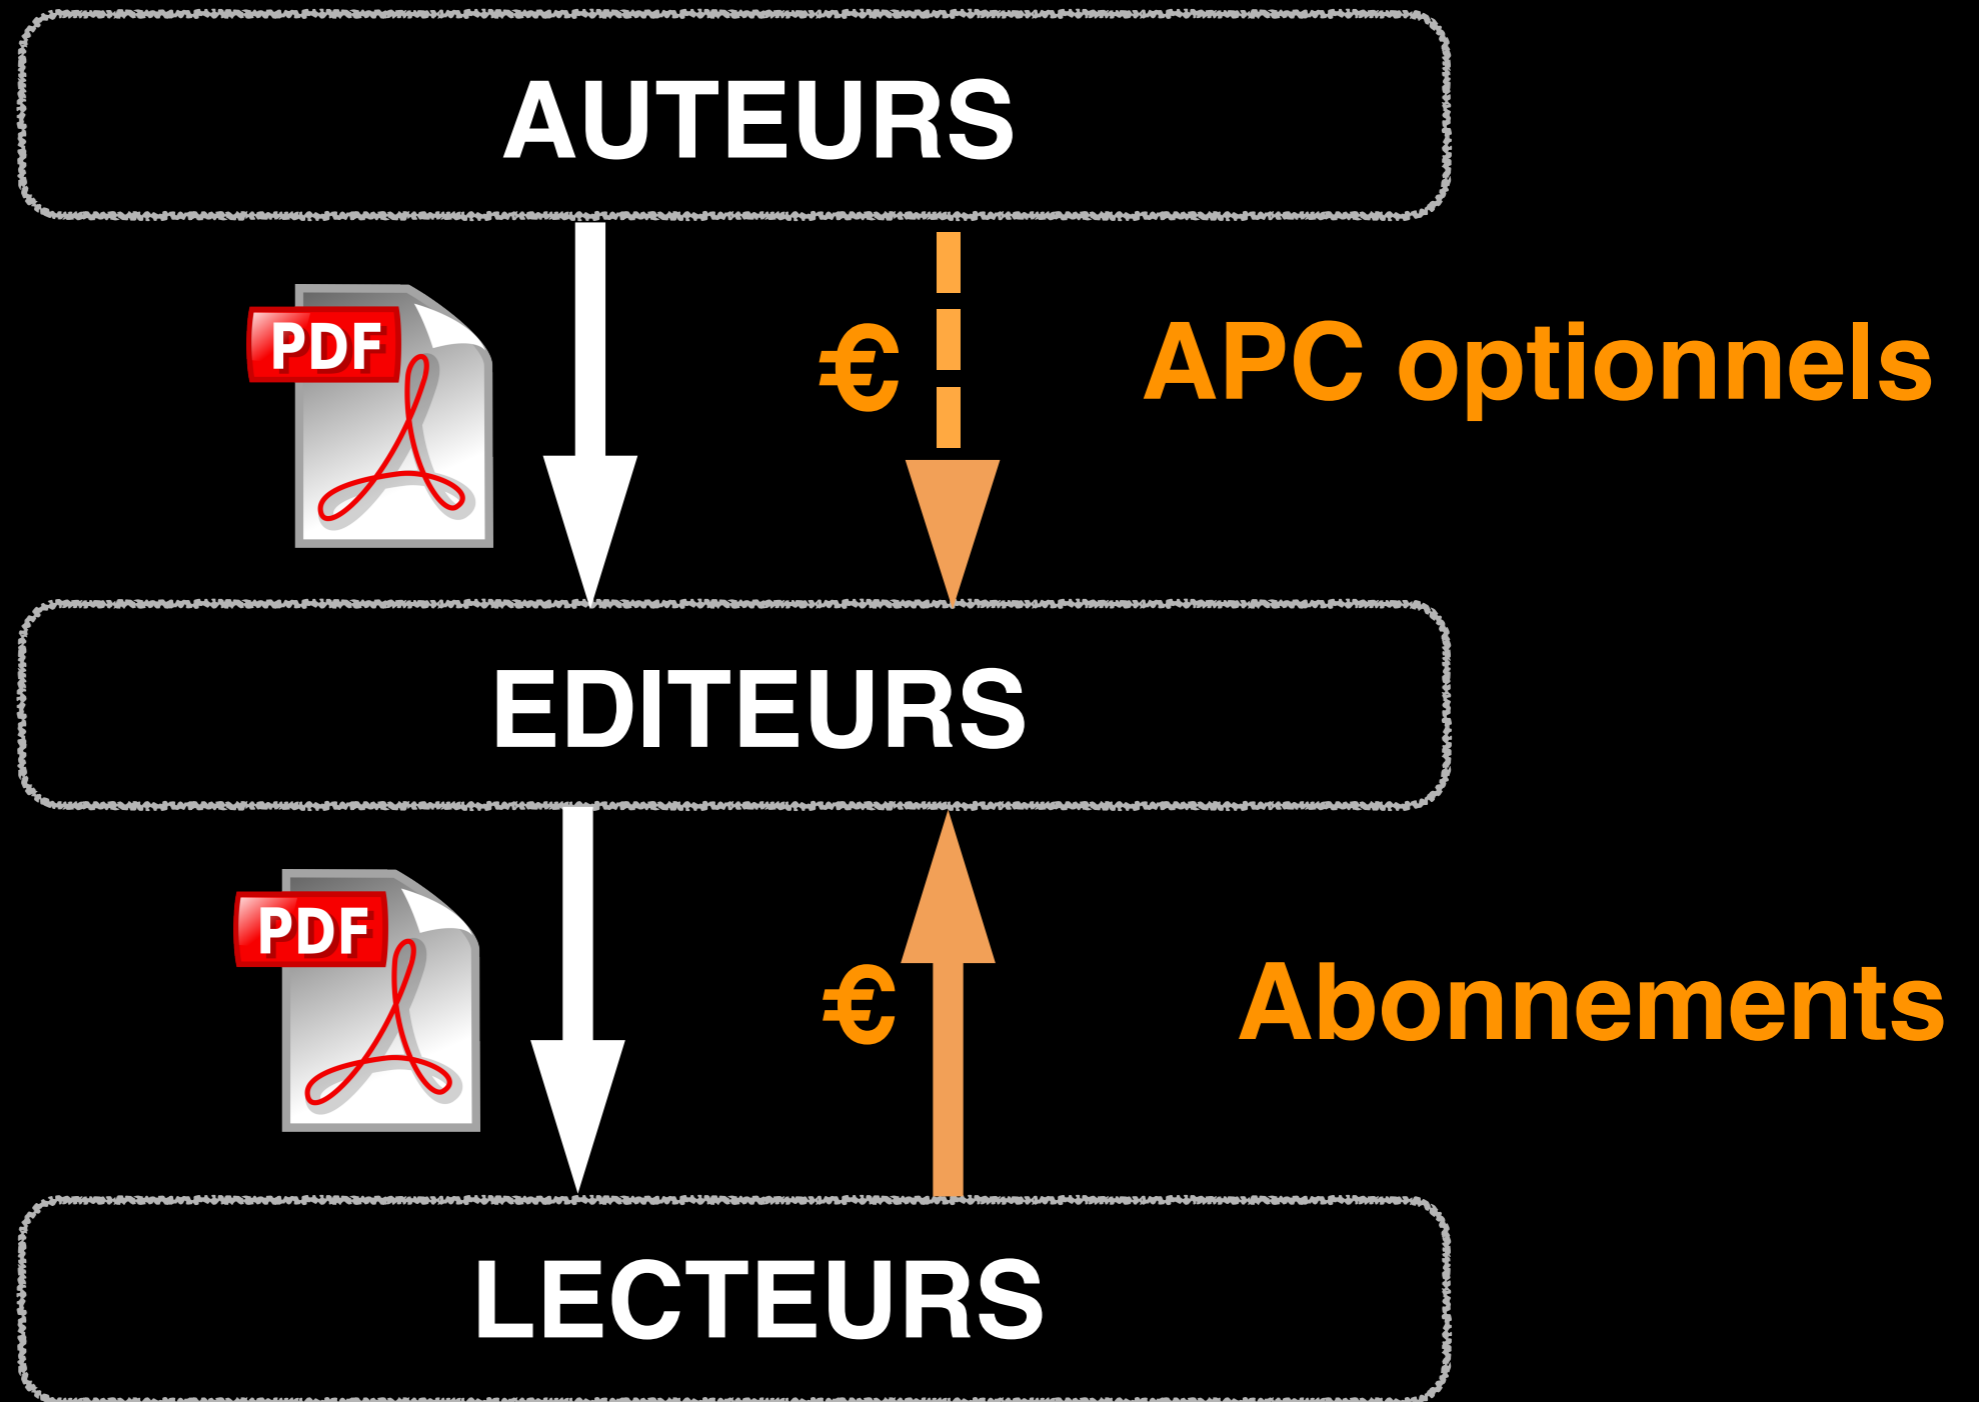 AUTEURS
PDF
€
APC optionnels
EDITEURS
PDF
€
Abonnements
LECTEURS